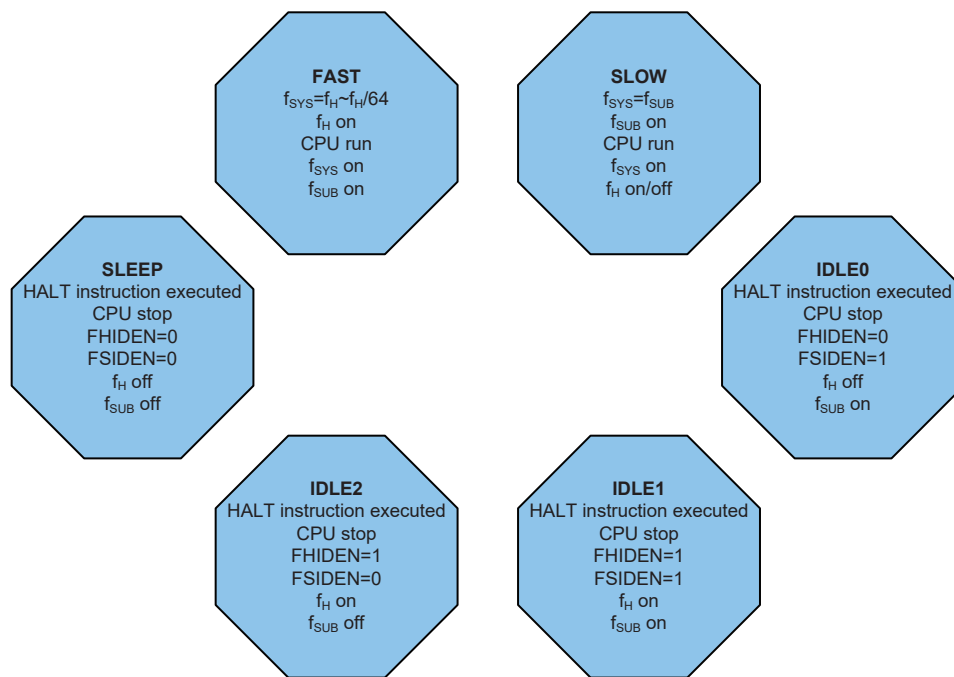 FAST
fSYS=fH~fH/64
fH on
CPU run
fSYS on
fSUB on
SLOW
fSYS=fSUB
fSUB on
CPU run
fSYS on
fH on/off
SLEEP
HALT instruction executed
CPU stop
FHIDEN=0
FSIDEN=0
fH off
fSUB off
IDLE0
HALT instruction executed
CPU stop
FHIDEN=0
FSIDEN=1
fH off
fSUB on
IDLE2
HALT instruction executed
CPU stop
FHIDEN=1
FSIDEN=0
fH on
fSUB off
IDLE1
HALT instruction executed
CPU stop
FHIDEN=1
FSIDEN=1
fH on
fSUB on